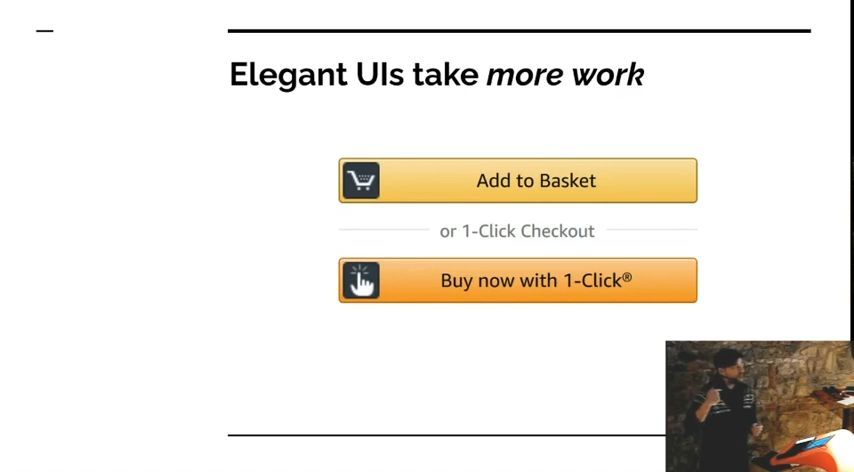 Elegant UIs take more work
Add to Basket
or 1-Click Checkout
Buy now with 1-Click®